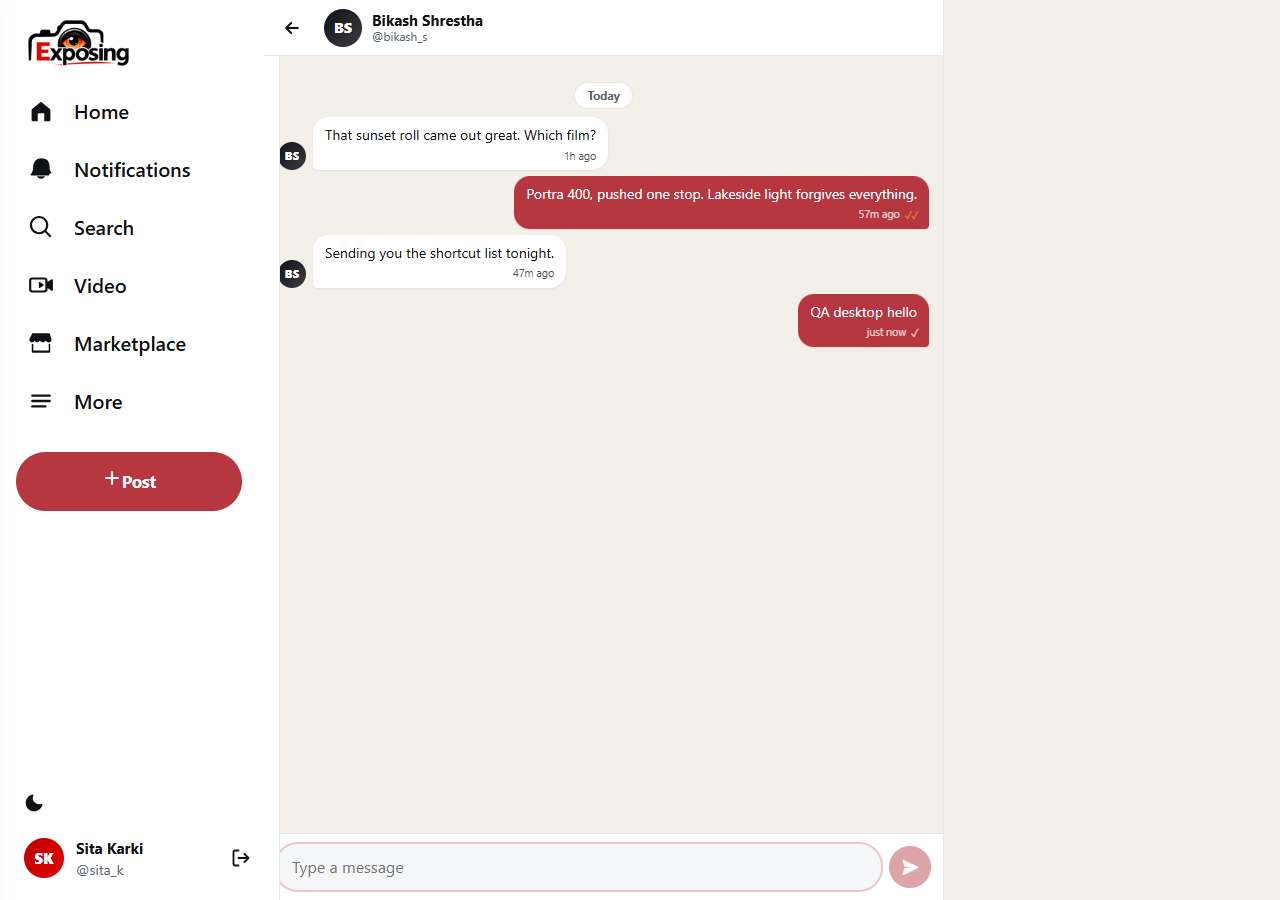 Exposing
Home
Notifications
Search
Video
Marketplace
More
Post
SK
Sita Karki
@sita_k
BS
Bikash Shrestha
@bikash_s
Today
BS
That sunset roll came out great. Which film?
1h ago
Portra 400, pushed one stop. Lakeside light forgives everything.
57m ago ✓✓
BS
Sending you the shortcut list tonight.
47m ago
QA desktop hello
just now ✓
Type a message